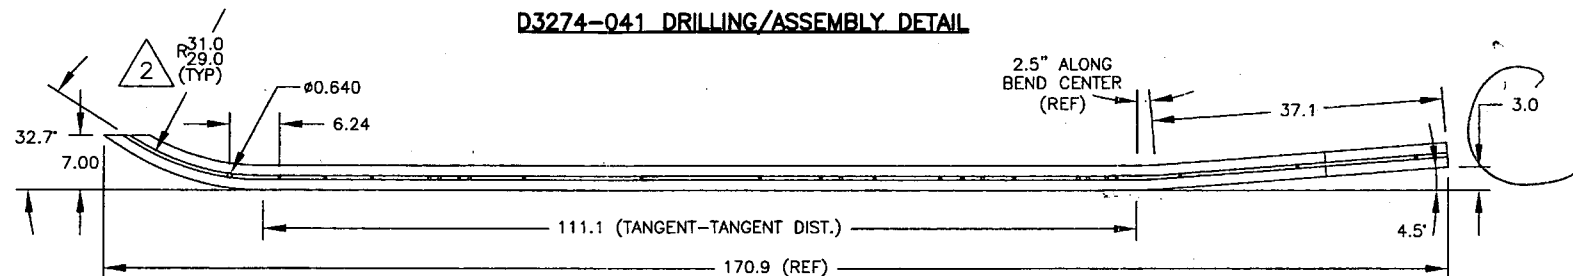 D3274-041 DRILLING/ASSEMBLY DETAIL
2
R31.0
29.0
(TYP)
ø0.640
6.24
32.7°
7.00
2.5" ALONG
BEND CENTER
(REF)
37.1
3.0
111.1 (TANGENT-TANGENT DIST.)
4.5°
170.9 (REF)